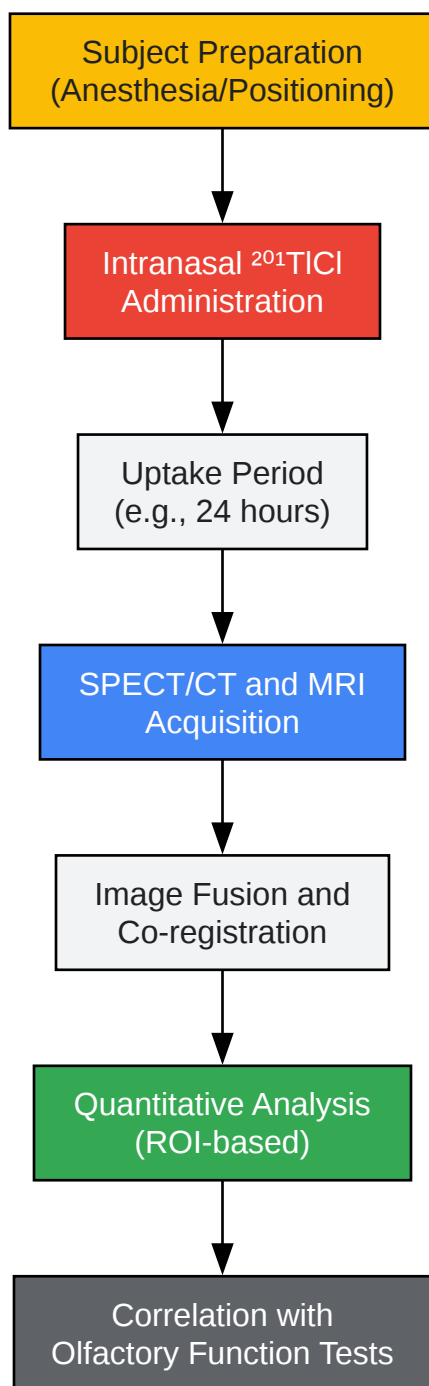 Subject Preparation
(Anesthesia/Positioning)
Intranasal ²⁰¹TlCl
Administration
Uptake Period
(e.g., 24 hours)
SPECT/CT and MRI
Acquisition
Image Fusion and
Co-registration
Quantitative Analysis
(ROI-based)
Correlation with
Olfactory Function Tests